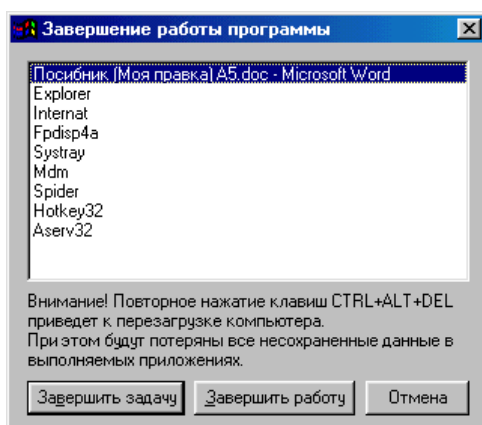 Завершение работы программы
Посибник (Моя правка) А5.doc - Microsoft Word
Explorer
Internat
Fpdisp4a
Systray
Mdm
Spider
Hotkey32
Aserv32
Внимание! Повторное нажатие клавиш CTRL+ALT+DEL
приведет к перезагрузке компьютера.
При этом будут потеряны все несохраненные данные в
выполняемых приложениях.
Завершить задачу Завершить работу Отмена